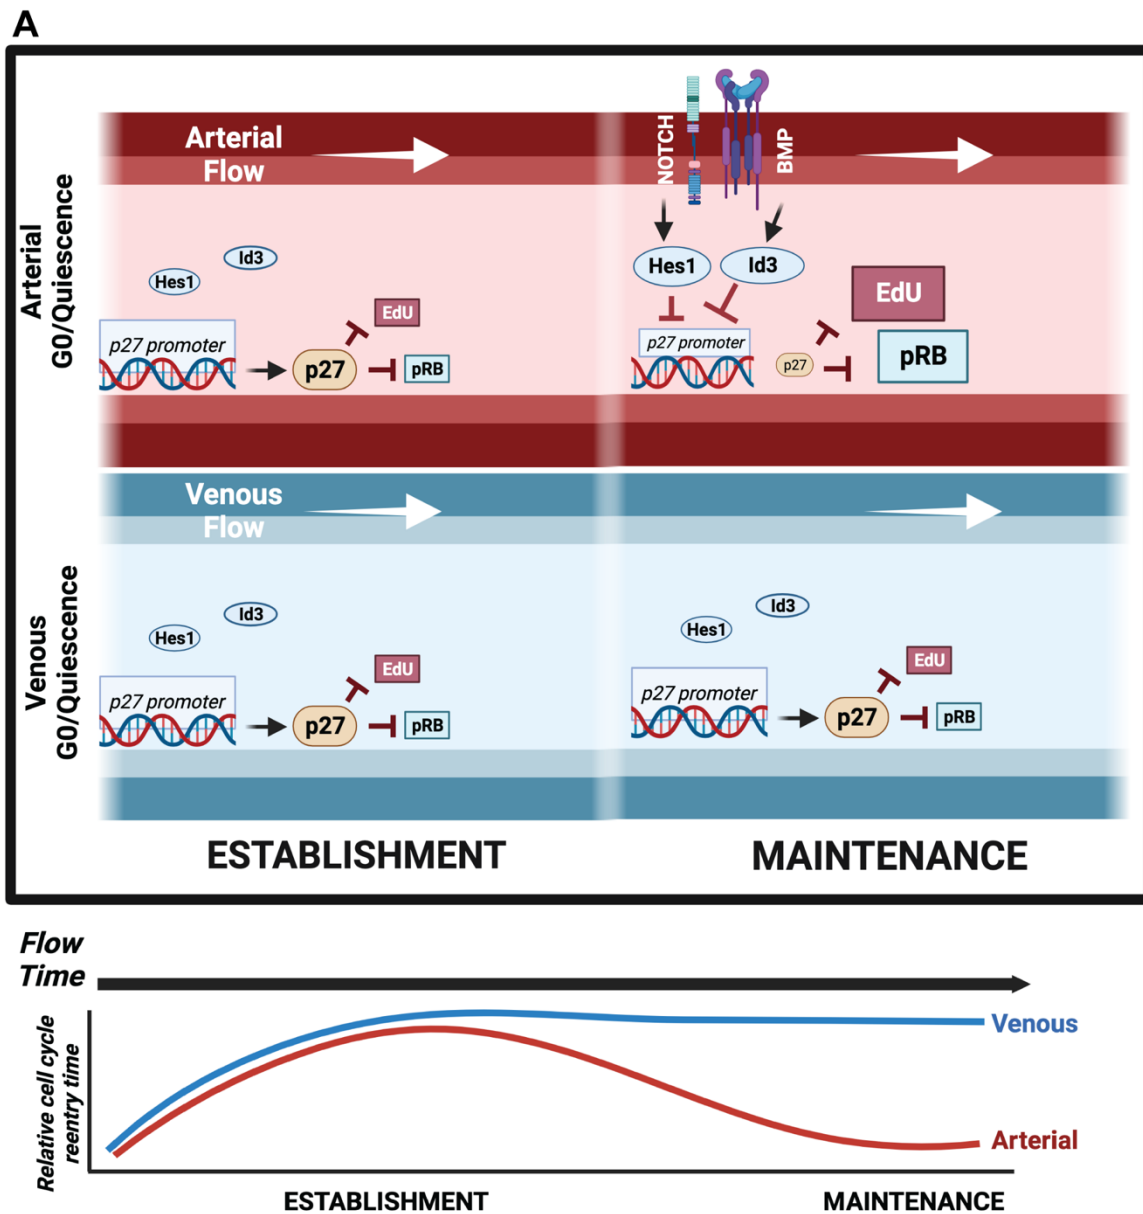 A
Arterial
G0/Quiescence
Arterial
Flow
Id3
Hes1
p27 promoter
p27
EdU
pRB
NOTCH
BMP
Hes1
Id3
p27 promoter
p27
EdU
pRB
Venous
G0/Quiescence
Venous
Flow
Id3
Hes1
p27 promoter
p27
EdU
pRB
Id3
Hes1
p27 promoter
p27
EdU
pRB
ESTABLISHMENT
MAINTENANCE
Flow
Time
Relative cell cycle
reentry time
Venous
Arterial
ESTABLISHMENT
MAINTENANCE